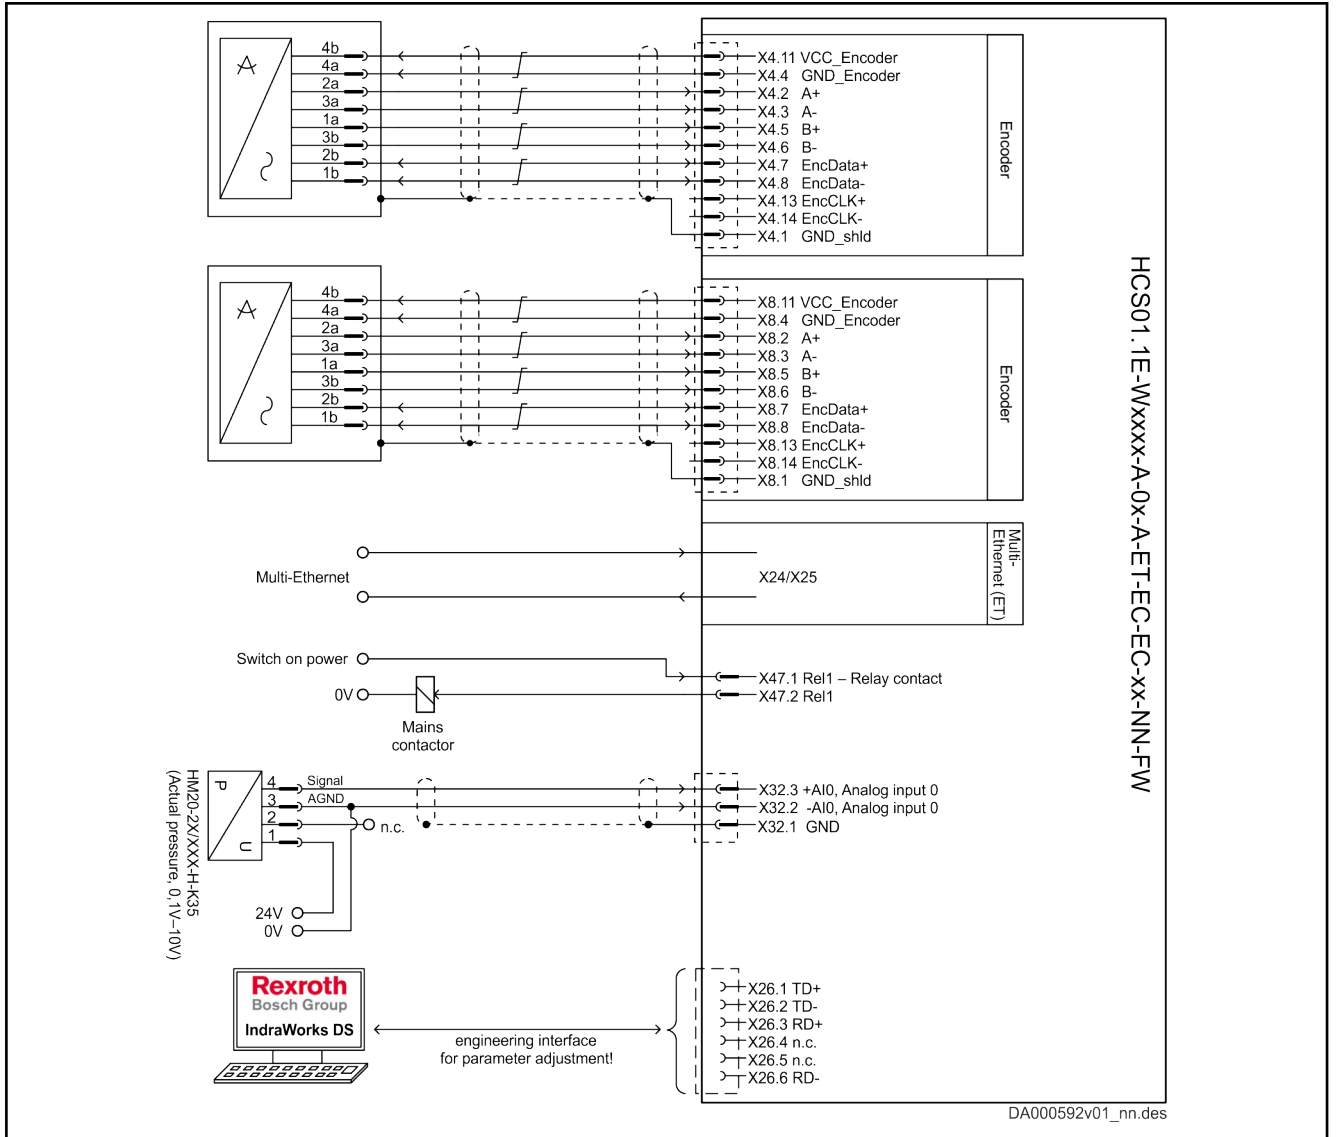 4b
4a
2a
3a
1a
3b
2b
1b
X4.11 VCC_Encoder
X4.4 GND_Encoder
X4.2 A+
X4.3 A-
X4.5 B+
X4.6 B-
X4.7 EncData+
X4.8 EncData-
X4.13 EncCLK+
X4.14 EncCLK-
X4.1 GND_shld
Encoder
4b
4a
2a
3a
1a
3b
2b
1b
X8.11 VCC_Encoder
X8.4 GND_Encoder
X8.2 A+
X8.3 A-
X8.5 B+
X8.6 B-
X8.7 EncData+
X8.8 EncData-
X8.13 EncCLK+
X8.14 EncCLK-
X8.1 GND_shld
Encoder
HCS01.1E-Wxxxx-A-0x-A-ET-EC-EC-xx-NN-FW
Multi-Ethernet
X24/X25
Multi-
Ethernet (ET)
Switch on power
0V
Mains
contactor
X47.1 Rel1 – Relay contact
X47.2 Rel1
HM20-2X/XXX-H-K35
(Actual pressure, 0,1V–10V)
P
U
4
3
2
1
Signal
AGND
n.c.
24V
0V
X32.3 +AI0, Analog input 0
X32.2 -AI0, Analog input 0
X32.1 GND
Rexroth
Bosch Group
IndraWorks DS
engineering interface
for parameter adjustment!
X26.1 TD+
X26.2 TD-
X26.3 RD+
X26.4 n.c.
X26.5 n.c.
X26.6 RD-
DA000592v01_nn.des